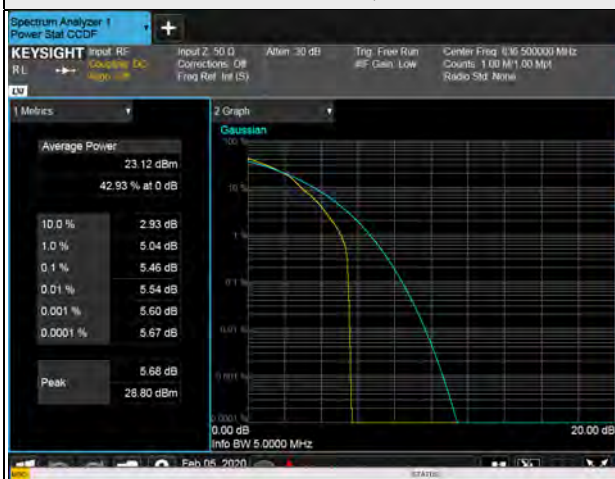 Spectrum Analyzer 1
Power Stat CCDF
+
KEYSIGHT Input: RF Input Z: 50 Ω Atten: 30 dB Trig: Free Run Center Freq: 836.500000 MHz
RL Coupling: DC Corrections: Off #IF Gain: Low Counts: 1.00 M/1.00 Mpt
Align: Off Freq Ref: Int (S) Radio Std: None
1 Metrics
2 Graph
Gaussian
Average Power
23.12 dBm
42.93 % at 0 dB
10.0 % 2.93 dB
1.0 % 5.04 dB
0.1 % 5.46 dB
0.01 % 5.54 dB
0.001 % 5.60 dB
0.0001 % 5.67 dB
Peak 5.68 dB
28.80 dBm
100 %
10 %
1 %
0.1 %
0.01 %
0.001 %
0.0001 %
0.00 dB 20.00 dB
Info BW 5.0000 MHz
Feb 05, 2020
MSG STATUS